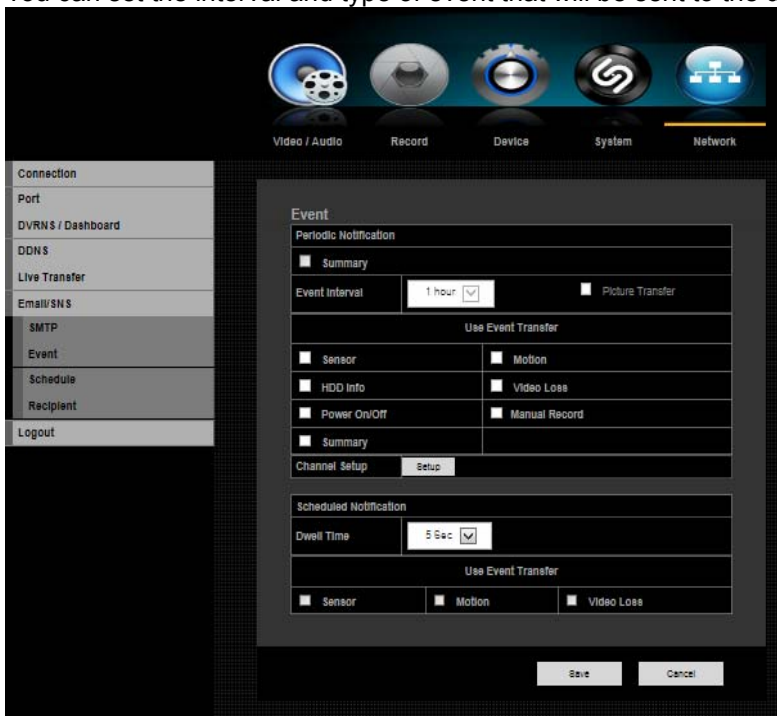 You can set the interval and type of event that will be sent to the
Video / Audio Record Device System Network
Connection
Port
DVRNS / Dashboard
DDNS
Live Transfer
Email/SNS
SMTP
Event
Schedule
Recipient
Logout
Event
Periodic Notification
Summary
Event Interval 1 hour Picture Transfer
Use Event Transfer
Sensor Motion
HDD Info Video Loss
Power On/Off Manual Record
Summary
Channel Setup Setup
Scheduled Notification
Dwell Time 5 Sec
Use Event Transfer
Sensor Motion Video Loss
Save Cancel